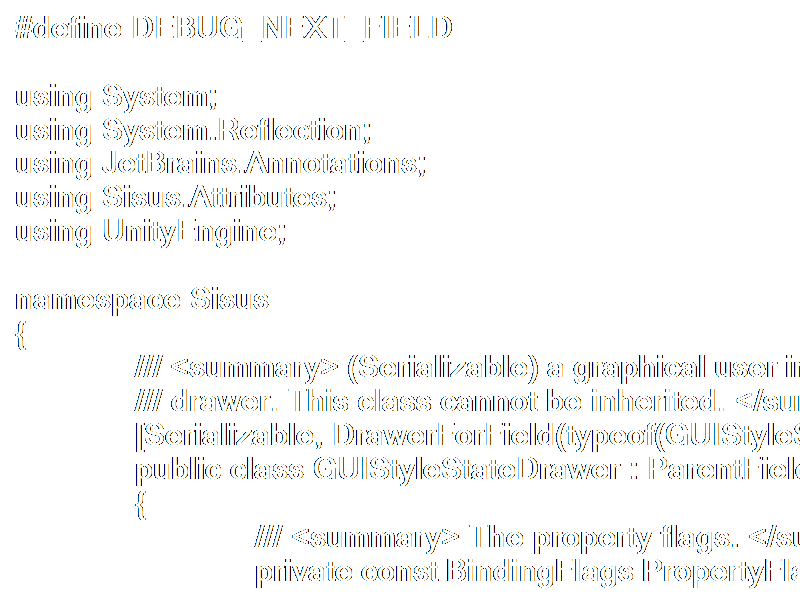 #define DEBUG_NEXT_FIELD

using System;
using System.Reflection;
using JetBrains.Annotations;
using Sisus.Attributes;
using UnityEngine;

namespace Sisus
{
/// <summary> (Serializable) a graphical user in
/// drawer. This class cannot be inherited. </sum
[Serializable, DrawerForField(typeof(GUIStyleS
public class GUIStyleStateDrawer : ParentField
{
/// <summary> The property flags. </su
private const BindingFlags PropertyFla